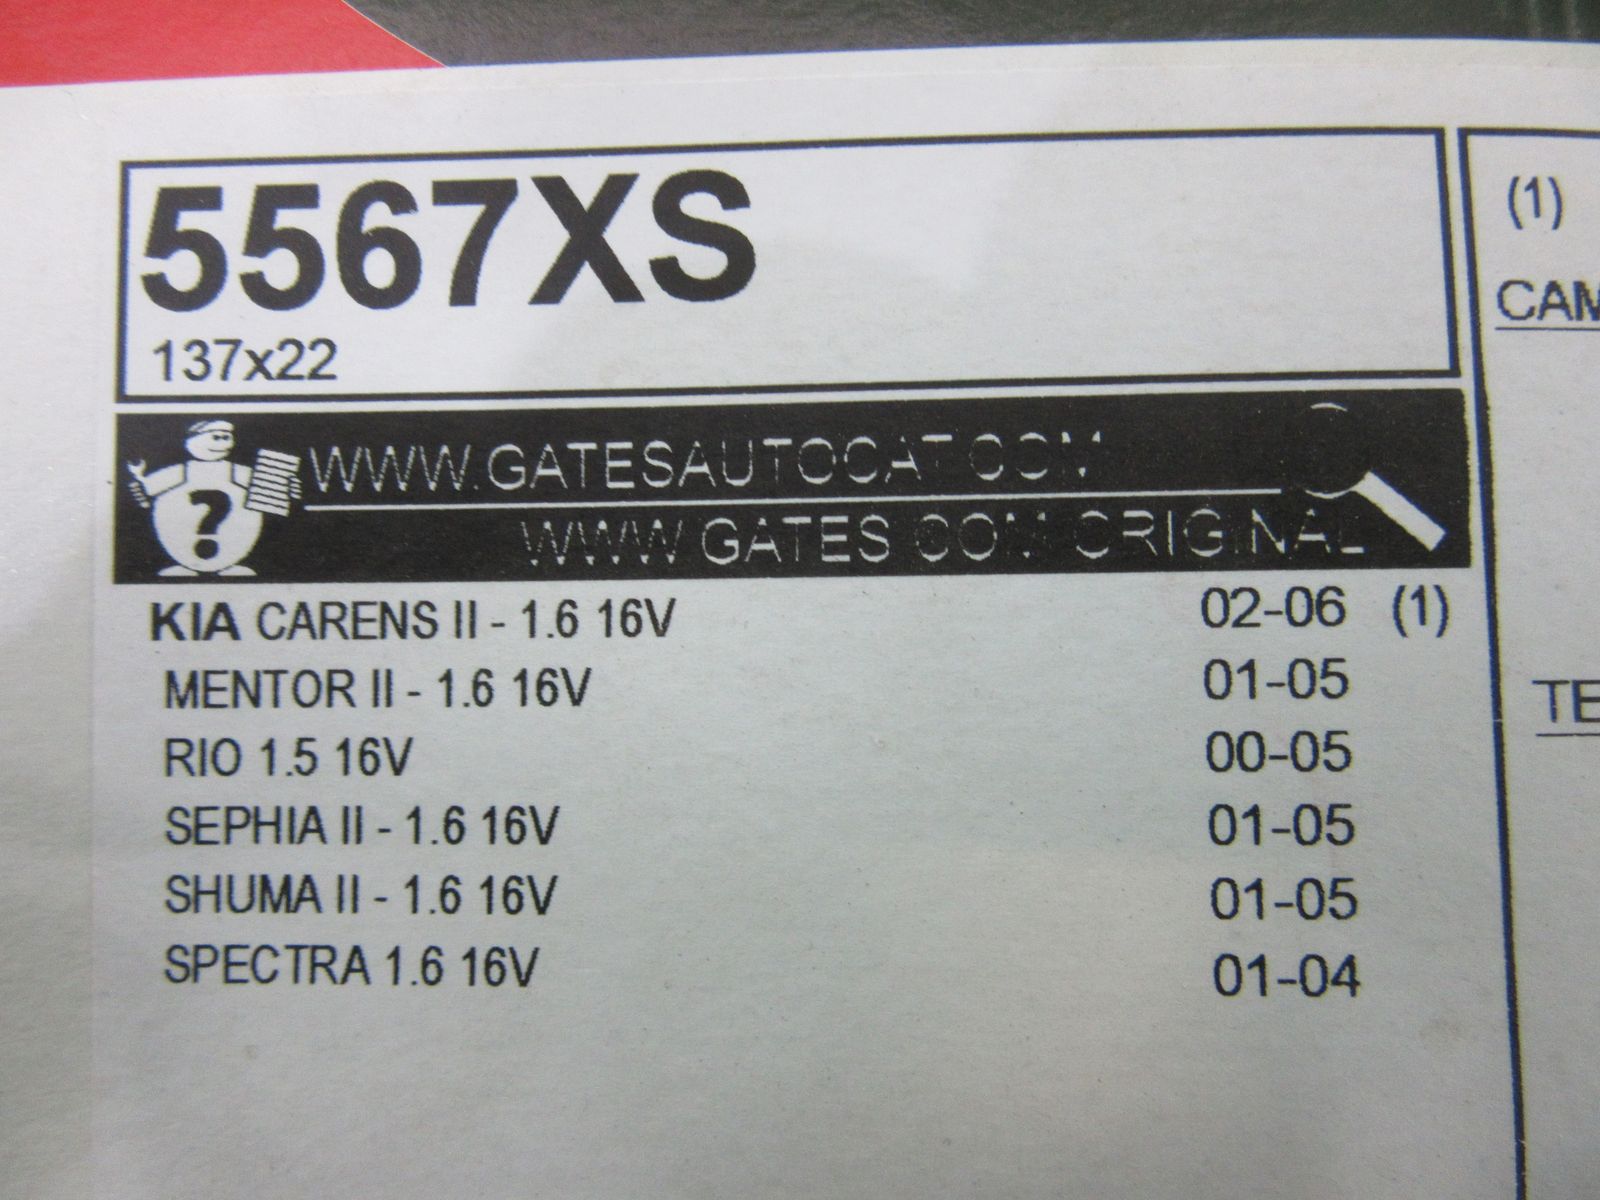 5567XS
137x22
?
WWW.GATESAUTOCAT.COM
WWW.GATES.COM/ORIGINAL
KIA CARENS II - 1.6 16V 02-06 (1)
MENTOR II - 1.6 16V 01-05
RIO 1.5 16V 00-05
SEPHIA II - 1.6 16V 01-05
SHUMA II - 1.6 16V 01-05
SPECTRA 1.6 16V 01-04
(1)